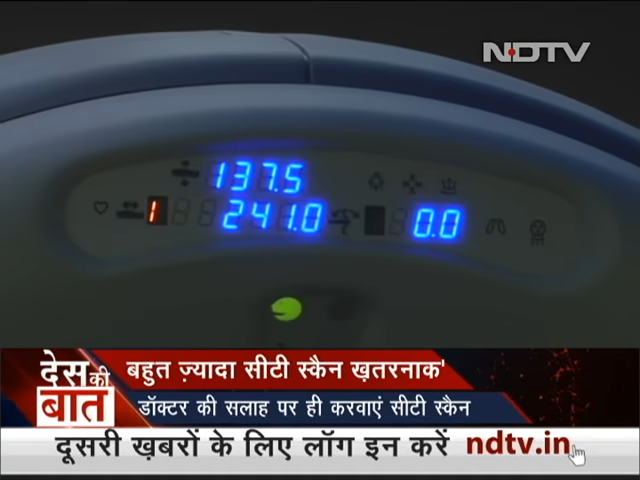 NDTV
137.5
1 241.0 0.0
देस की बात
बहुत ज़्यादा सीटी स्कैन ख़तरनाक'
डॉक्टर की सलाह पर ही करवाएं सीटी स्कैन
दूसरी ख़बरों के लिए लॉग इन करें ndtv.in